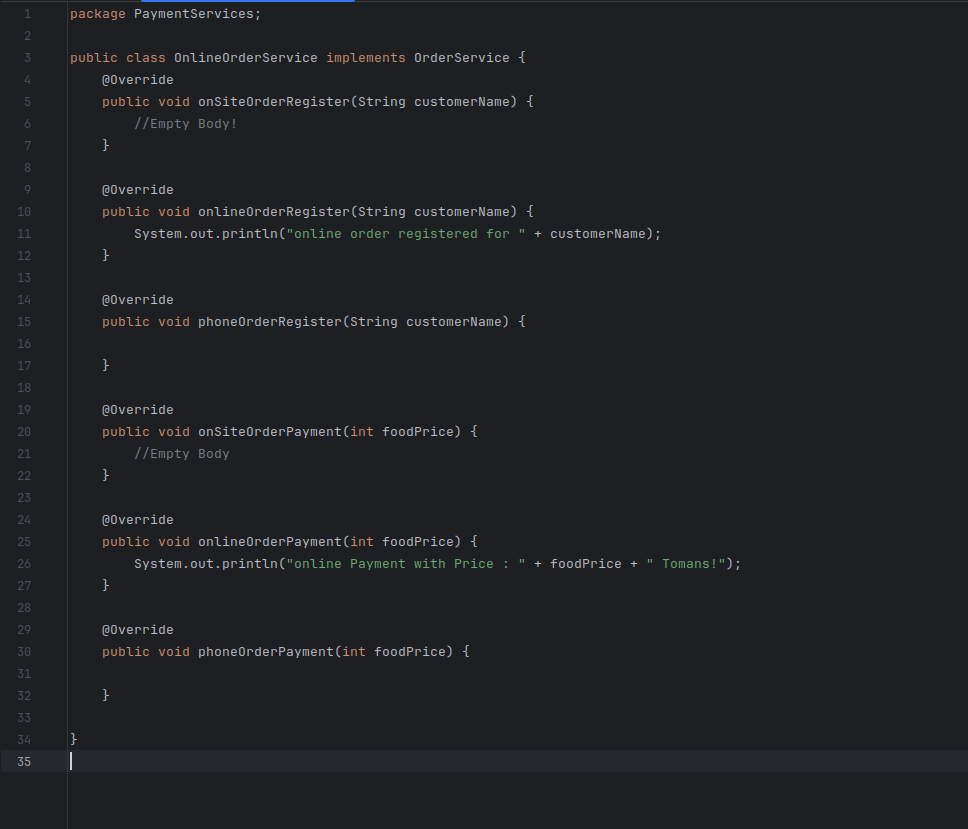 1 package PaymentServices;
2
3 public class OnlineOrderService implements OrderService {
4     @Override
5     public void onSiteOrderRegister(String customerName) {
6         //Empty Body!
7     }
8
9     @Override
10     public void onlineOrderRegister(String customerName) {
11         System.out.println("online order registered for " + customerName);
12     }
13
14     @Override
15     public void phoneOrderRegister(String customerName) {
16
17     }
18
19     @Override
20     public void onSiteOrderPayment(int foodPrice) {
21         //Empty Body
22     }
23
24     @Override
25     public void onlineOrderPayment(int foodPrice) {
26         System.out.println("online Payment with Price : " + foodPrice + " Tomans!");
27     }
28
29     @Override
30     public void phoneOrderPayment(int foodPrice) {
31
32     }
33
34 }
35